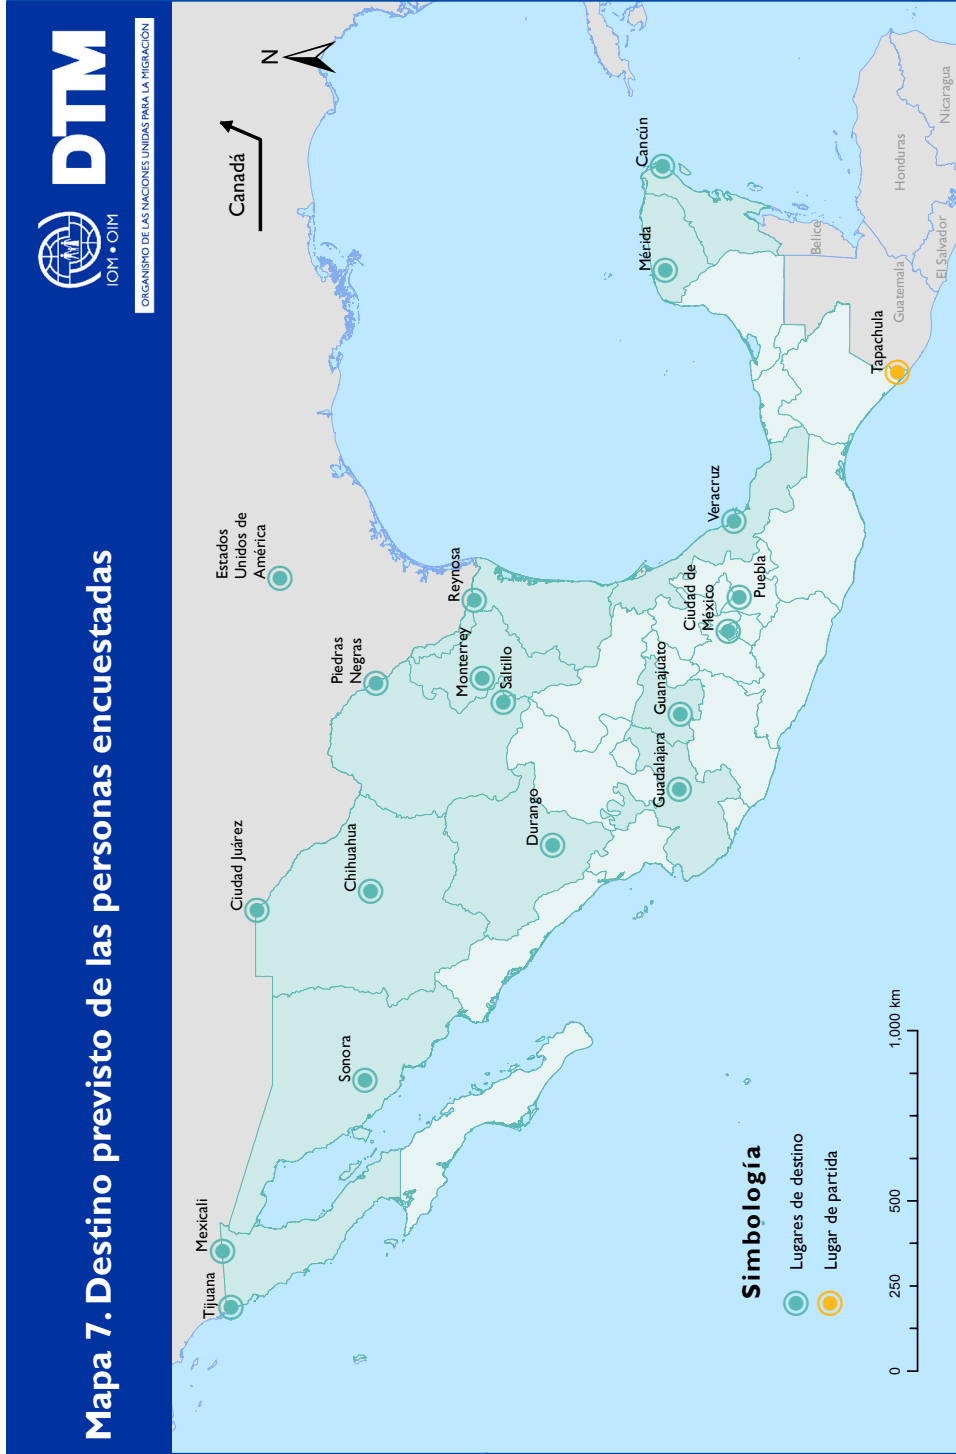 Mapa 7. Destino previsto de las personas encuestadas
IOM • OIM
DTM
ORGANISMO DE LAS NACIONES UNIDAS PARA LA MIGRACIÓN
N
Canadá
Estados
Unidos de
América
Tijuana
Mexicali
Ciudad Juárez
Sonora
Chihuahua
Piedras
Negras
Reynosa
Monterrey
Saltillo
Durango
Guadalajara
Guanajuato
Ciudad de
México
Puebla
Veracruz
Mérida
Cancún
Tapachula
Belice
Guatemala
Honduras
El Salvador
Nicaragua
Simbología
Lugares de destino
Lugar de partida
0
250
500
1,000 km